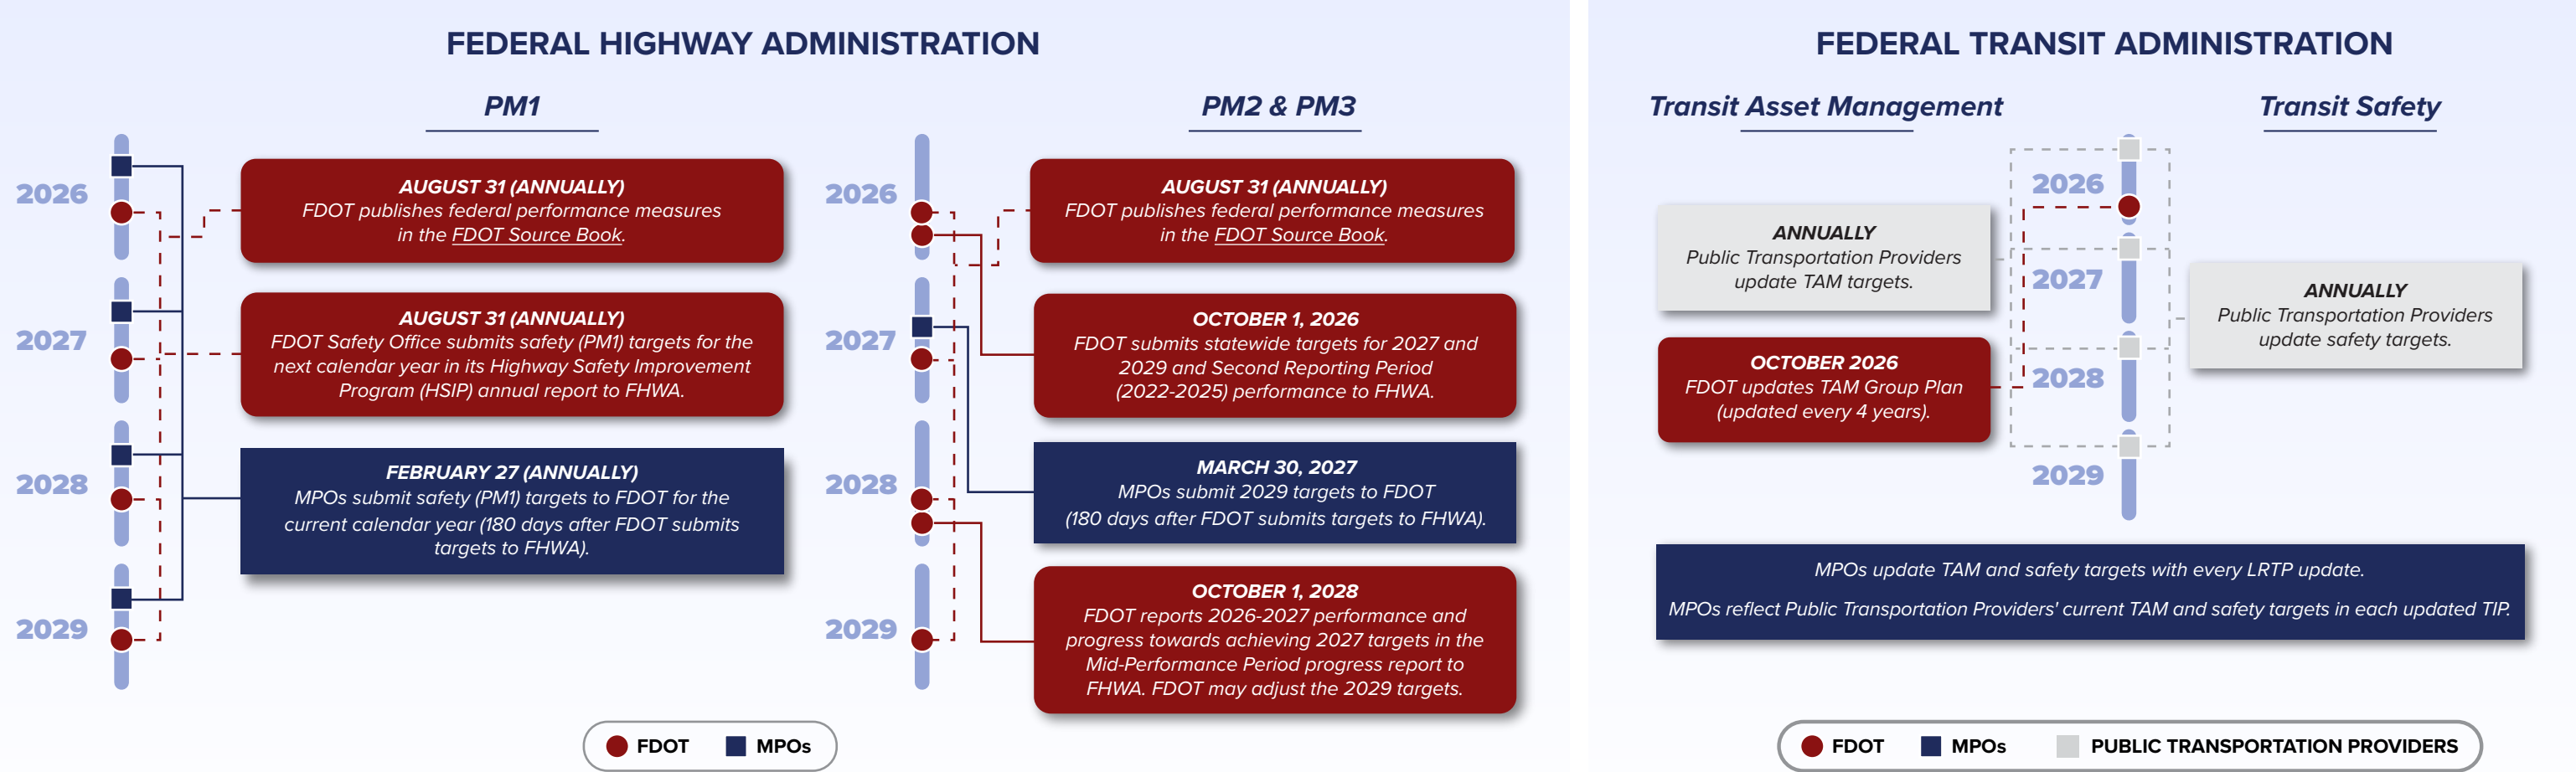 FEDERAL HIGHWAY ADMINISTRATION
PM1
2026
2027
2028
2029
AUGUST 31 (ANNUALLY)
FDOT publishes federal performance measures
in the FDOT Source Book.
AUGUST 31 (ANNUALLY)
FDOT Safety Office submits safety (PM1) targets for the
next calendar year in its Highway Safety Improvement
Program (HSIP) annual report to FHWA.
FEBRUARY 27 (ANNUALLY)
MPOs submit safety (PM1) targets to FDOT for the
current calendar year (180 days after FDOT submits
targets to FHWA).
PM2 & PM3
2026
2027
2028
2029
AUGUST 31 (ANNUALLY)
FDOT publishes federal performance measures
in the FDOT Source Book.
OCTOBER 1, 2026
FDOT submits statewide targets for 2027 and
2029 and Second Reporting Period
(2022-2025) performance to FHWA.
MARCH 30, 2027
MPOs submit 2029 targets to FDOT
(180 days after FDOT submits targets to FHWA).
OCTOBER 1, 2028
FDOT reports 2026-2027 performance and
progress towards achieving 2027 targets in the
Mid-Performance Period progress report to
FHWA. FDOT may adjust the 2029 targets.
FDOT
MPOs
FEDERAL TRANSIT ADMINISTRATION
Transit Asset Management
ANNUALLY
Public Transportation Providers
update TAM targets.
OCTOBER 2026
FDOT updates TAM Group Plan
(updated every 4 years).
2026
2027
2028
2029
Transit Safety
ANNUALLY
Public Transportation Providers
update safety targets.
MPOs update TAM and safety targets with every LRTP update.
MPOs reflect Public Transportation Providers' current TAM and safety targets in each updated TIP.
FDOT
MPOs
PUBLIC TRANSPORTATION PROVIDERS